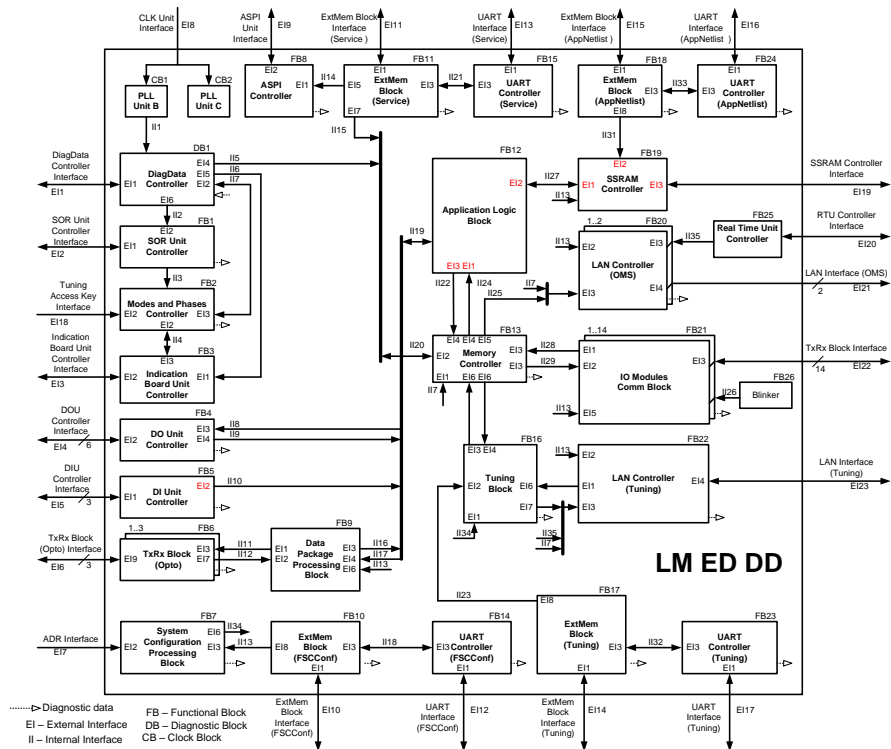 CLK Unit
Interface
EI8
ASPI
Unit
Interface
EI9
ExtMem Block
Interface
(Service )
EI11
UART
Interface
(Service)
EI13
ExtMem Block
Interface
(AppNetlist )
EI15
UART
Interface
(AppNetlist )
EI16
CB1
PLL
Unit B
CB2
PLL
Unit C
II1
FB8
EI2
ASPI
Controller
EI1
II14
FB11
EI1
ExtMem
Block
(Service)
EI5
EI3
EI7
II15
II21
FB15
EI1
UART
Controller
(Service)
EI3
FB18
EI1
ExtMem
Block
(AppNetlist)
EI3
EI8
II33
II31
FB24
EI1
UART
Controller
(AppNetlist)
EI3
DiagData
Controller
Interface
EI1
DB1
DiagData
Controller
EI1
EI4
EI5
EI2
EI6
II5
II6
II7
II2
SOR Unit
Controller
Interface
EI2
FB1
EI2
SOR Unit
Controller
EI1
II3
Tuning
Access Key
Interface
EI18
FB2
Modes and Phases
Controller
EI2
EI3
EI2
II4
Indication
Board Unit
Controller
Interface
EI3
FB3
EI3
Indication
Board Unit
Controller
EI2
EI1
DOU
Controller
Interface
EI4
6
FB4
DO Unit
Controller
EI2
EI3
EI4
II8
II9
DIU
Controller
Interface
EI5
3
FB5
DI Unit
Controller
EI1
EI2
II10
TxRx Block
(Opto) Interface
EI6
3
1..3
FB6
TxRx Block
(Opto)
EI9
EI3
EI7
II11
II12
FB9
Data
Package
Processing
Block
EI1
EI2
EI3
EI4
EI6
II16
II17
II13
ADR Interface
EI7
FB7
System
Configuration
Processing
Block
EI2
EI6
EI3
II34
II13
FB10
ExtMem
Block
(FSCConf)
EI8
EI3
EI1
II18
FB14
UART
Controller
(FSCConf)
EI3
EI1
FB12
Application Logic
Block
EI2
EI3
EI1
II19
II20
II22
II24
II25
II27
II7
FB19
EI2
SSRAM
Controller
EI1
EI3
II13
SSRAM Controller
Interface
EI19
1..2
FB20
LAN Controller
(OMS)
EI2
EI3
EI3
EI4
II13
II35
FB25
Real Time Unit
Controller
RTU Controller
Interface
EI20
LAN Interface (OMS)
2
EI21
FB13
Memory
Controller
EI4
EI4
EI5
EI2
EI3
EI3
EI1
EI6
EI6
II7
II28
II29
1..14
FB21
IO Modules
Comm Block
EI1
EI2
EI5
EI3
II13
TxRx Block Interface
14
EI22
FB26
Blinker
II26
FB16
Tuning
Block
EI3
EI4
EI2
EI6
EI7
EI1
II34
II35
II7
FB22
LAN Controller
(Tuning)
EI2
EI1
EI3
EI4
II13
LAN Interface
(Tuning)
EI23
LM ED DD
II23
FB17
EI8
ExtMem
Block
(Tuning)
EI3
EI1
II32
FB23
UART
Controller
(Tuning)
EI3
EI1
Diagnostic data
EI – External Interface
II – Internal Interface
FB – Functional Block
DB – Diagnostic Block
CB – Clock Block
ExtMem
Block
Interface
(FSCConf)
EI10
UART
Interface
(FSCConf)
EI12
ExtMem
Block
Interface
(Tuning)
EI14
UART
Interface
(Tuning)
EI17